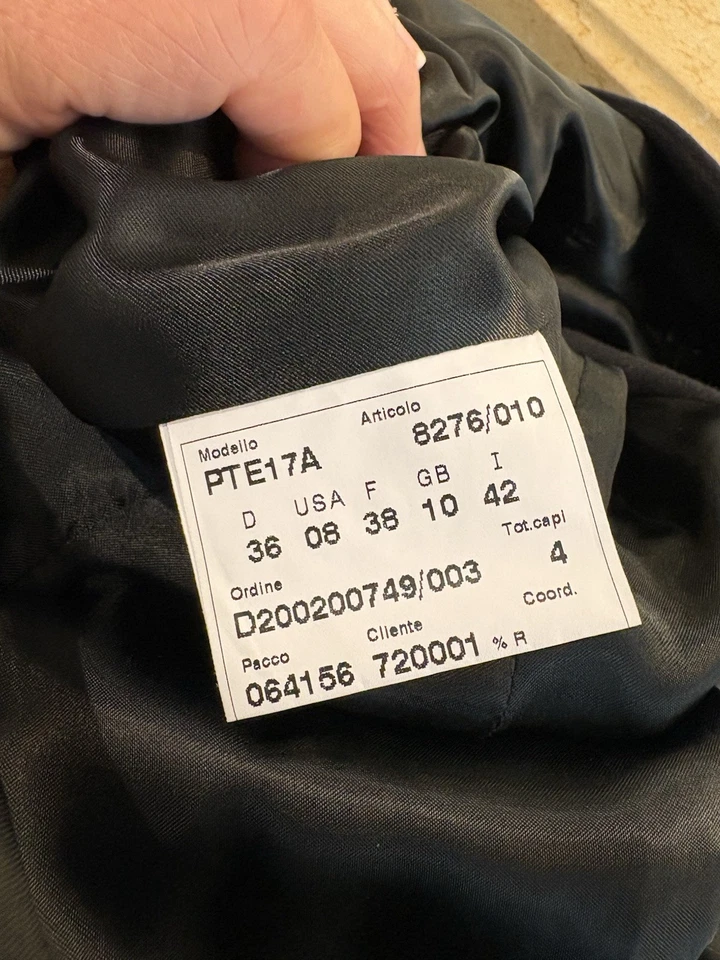 Modello Articolo
PTE17A 8276/010
D USA F GB I
36 08 38 10 42
Tot.capi
Ordine 4
D200200749/003
Coord.
Pacco Cliente
064156 720001 % R